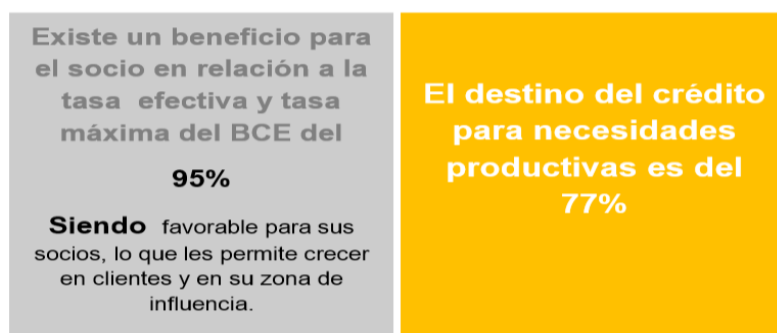 Existe un beneficio para
el socio en relación a la
tasa efectiva y tasa
máxima del BCE del
95%
Siendo favorable para sus
socios, lo que les permite crecer
en clientes y en su zona de
influencia.
El destino del crédito
para necesidades
productivas es del
77%